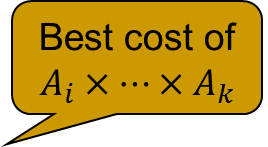 Best cost of
A_i × ⋯ × A_k